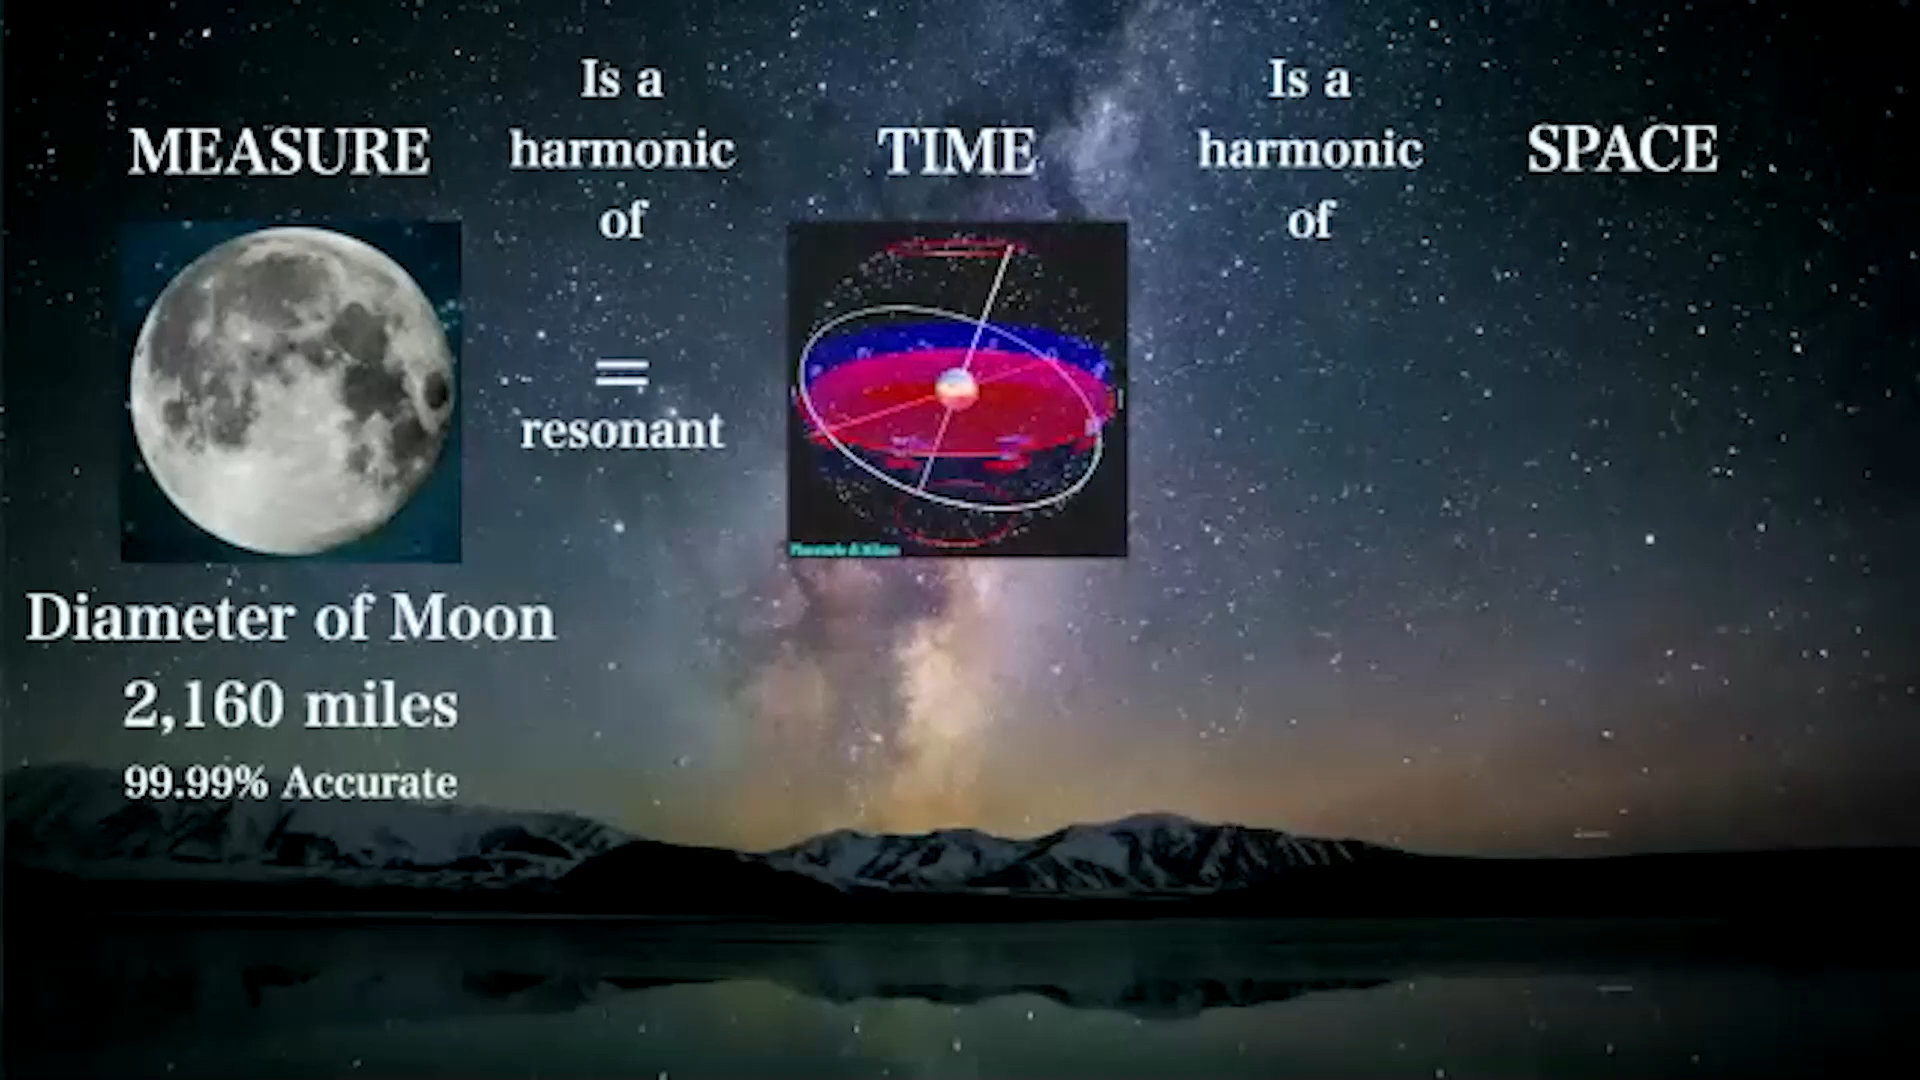 MEASURE
Is a
harmonic
of
TIME
Is a
harmonic
of
SPACE
=
resonant
Diameter of Moon
2,160 miles
99.99% Accurate